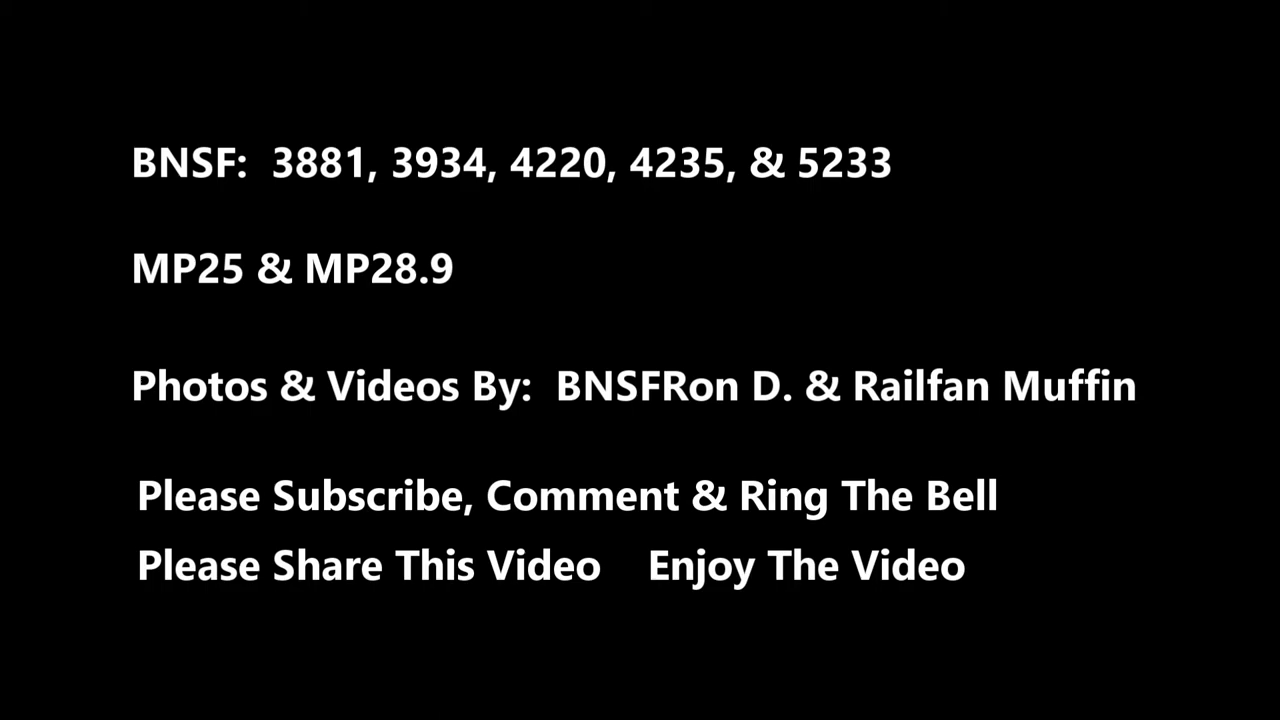 BNSF:  3881, 3934, 4220, 4235, & 5233
MP25 & MP28.9
Photos & Videos By:  BNSFRon D. & Railfan Muffin
Please Subscribe, Comment & Ring The Bell
Please Share This Video    Enjoy The Video